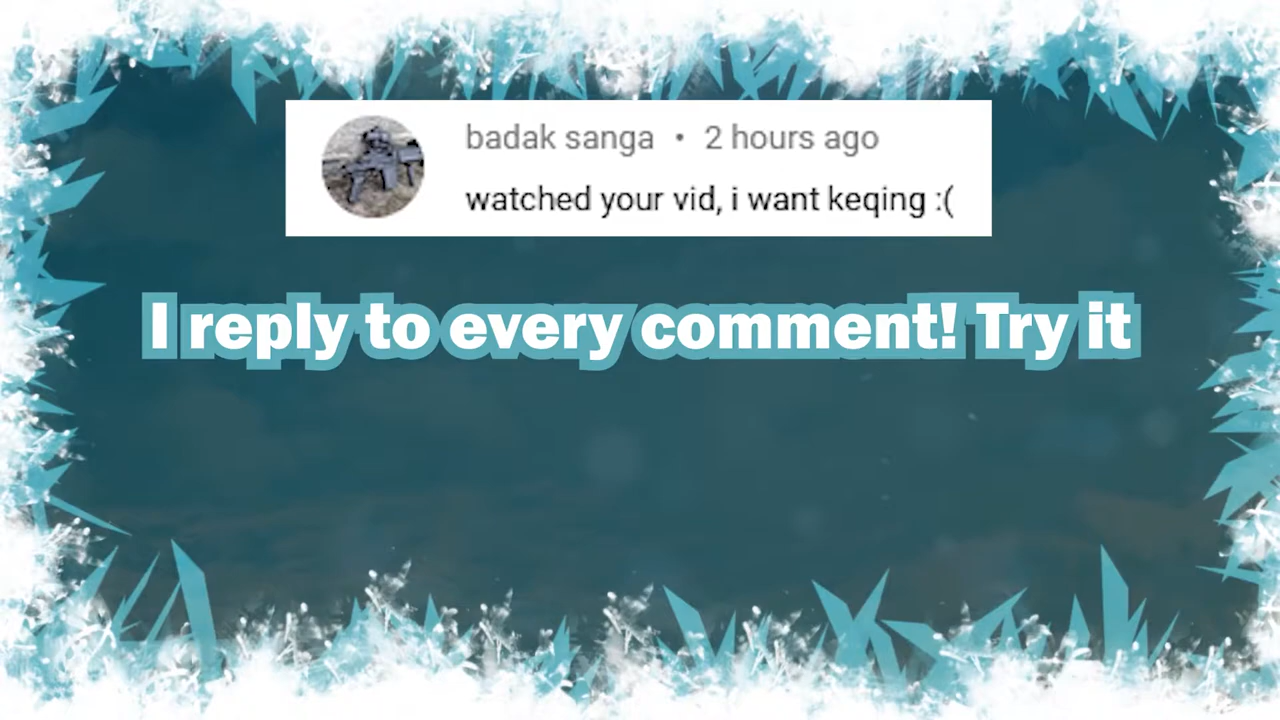 badak sanga • 2 hours ago
watched your vid, i want keqing :(
I reply to every comment! Try it